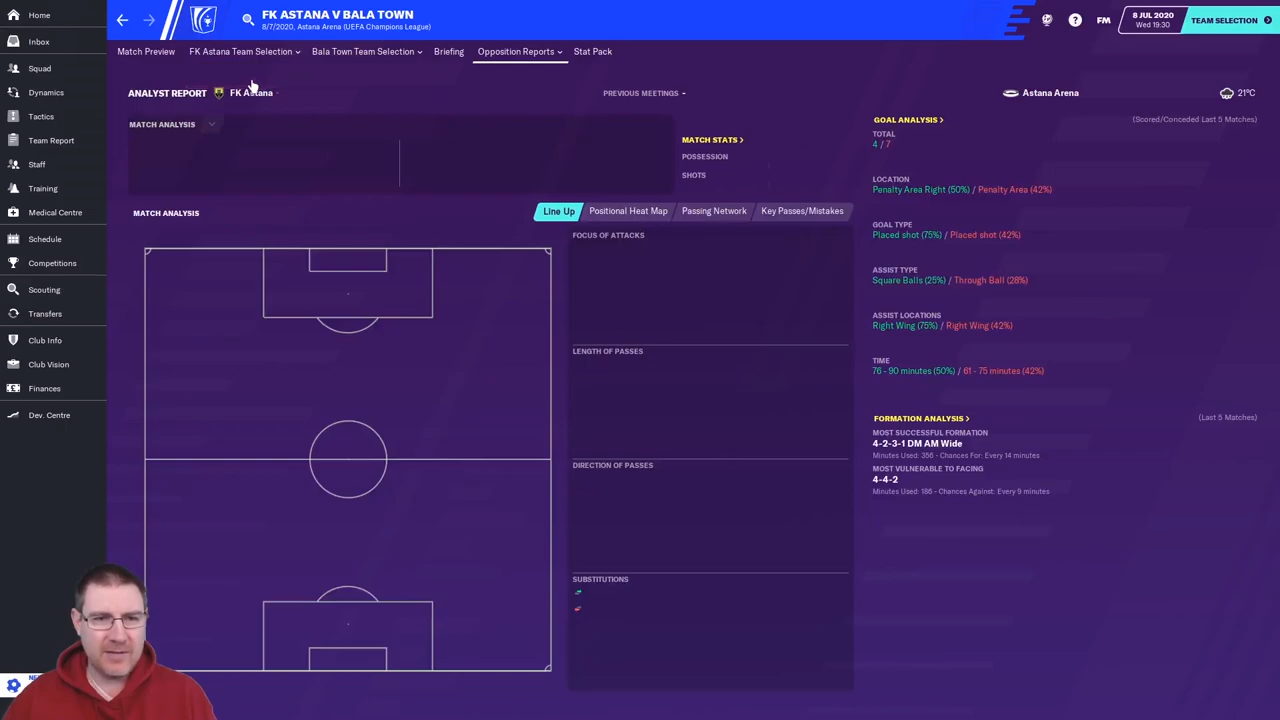 FK ASTANA V BALA TOWN
8/7/2020, Astana Arena (UEFA Champions League)
?
FM
8 JUL 2020
Wed 19:30
TEAM SELECTION
Home
Inbox
Squad
Dynamics
Tactics
Team Report
Staff
Training
Medical Centre
Schedule
Competitions
Scouting
Transfers
Club Info
Club Vision
Finances
Dev. Centre
Match Preview
FK Astana Team Selection
Bala Town Team Selection
Briefing
Opposition Reports
Stat Pack
ANALYST REPORT
FK Astana
PREVIOUS MEETINGS -
Astana Arena
21°C
MATCH ANALYSIS
MATCH STATS >
POSSESSION
SHOTS
MATCH ANALYSIS
Line Up
Positional Heat Map
Passing Network
Key Passes/Mistakes
FOCUS OF ATTACKS
LENGTH OF PASSES
DIRECTION OF PASSES
SUBSTITUTIONS
GOAL ANALYSIS >
(Scored/Conceded Last 5 Matches)
TOTAL
4 / 7
LOCATION
Penalty Area Right (50%) / Penalty Area (42%)
GOAL TYPE
Placed shot (75%) / Placed shot (42%)
ASSIST TYPE
Square Balls (25%) / Through Ball (28%)
ASSIST LOCATIONS
Right Wing (75%) / Right Wing (42%)
TIME
76 - 90 minutes (50%) / 61 - 75 minutes (42%)
FORMATION ANALYSIS >
(Last 5 Matches)
MOST SUCCESSFUL FORMATION
4-2-3-1 DM AM Wide
Minutes Used: 356 - Chances For: Every 14 minutes
MOST VULNERABLE TO FACING
4-4-2
Minutes Used: 186 - Chances Against: Every 9 minutes